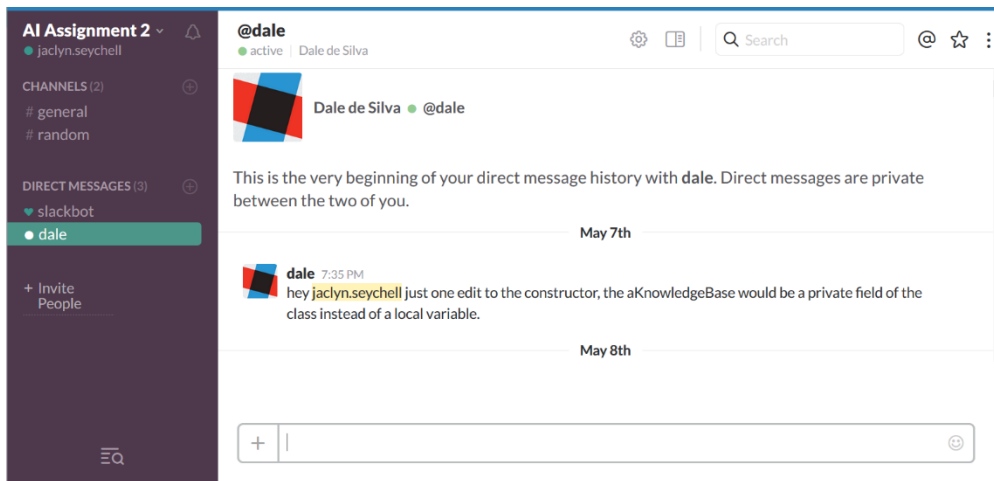 AI Assignment 2
jaclyn.seychell
CHANNELS (2)
# general
# random
DIRECT MESSAGES (3)
slackbot
dale
+ Invite
People
@dale
active | Dale de Silva
Search
@
Dale de Silva @dale
This is the very beginning of your direct message history with dale. Direct messages are private
between the two of you.
May 7th
dale 7:35 PM
hey jaclyn.seychell just one edit to the constructor, the aKnowledgeBase would be a private field of the
class instead of a local variable.
May 8th
+